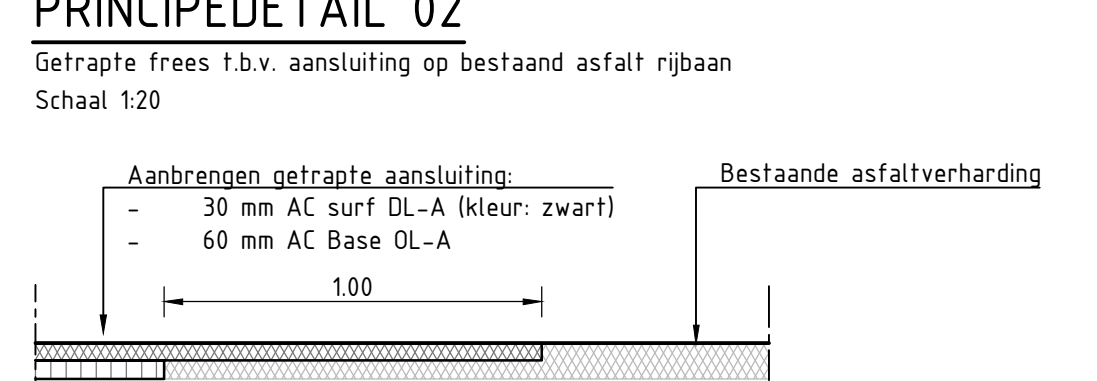 PRINCIPEDETAIL 02
Getrapte frees t.b.v. aansluiting op bestaand asfalt rijbaan
Schaal 1:20
Aanbrengen getrapte aansluiting:
- 30 mm AC surf DL-A (kleur: zwart)
- 60 mm AC Base OL-A
Bestaande asfaltverharding
1.00